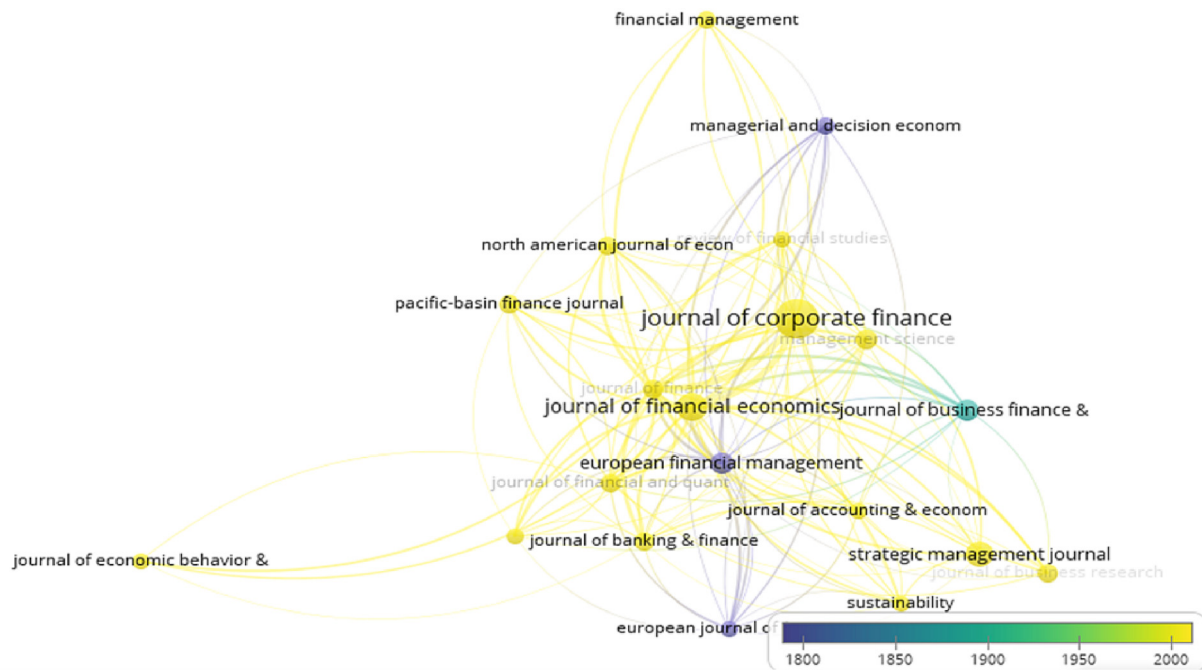 financial management
managerial and decision econom
review of financial studies
north american journal of econ
pacific-basin finance journal
journal of corporate finance
management science
journal of finance
journal of financial economics
journal of business finance &
european financial management
journal of financial and quant
journal of accounting & econom
journal of banking & finance
strategic management journal
journal of economic behavior &
journal of business research
sustainability
european journal of
1800 1850 1900 1950 2000